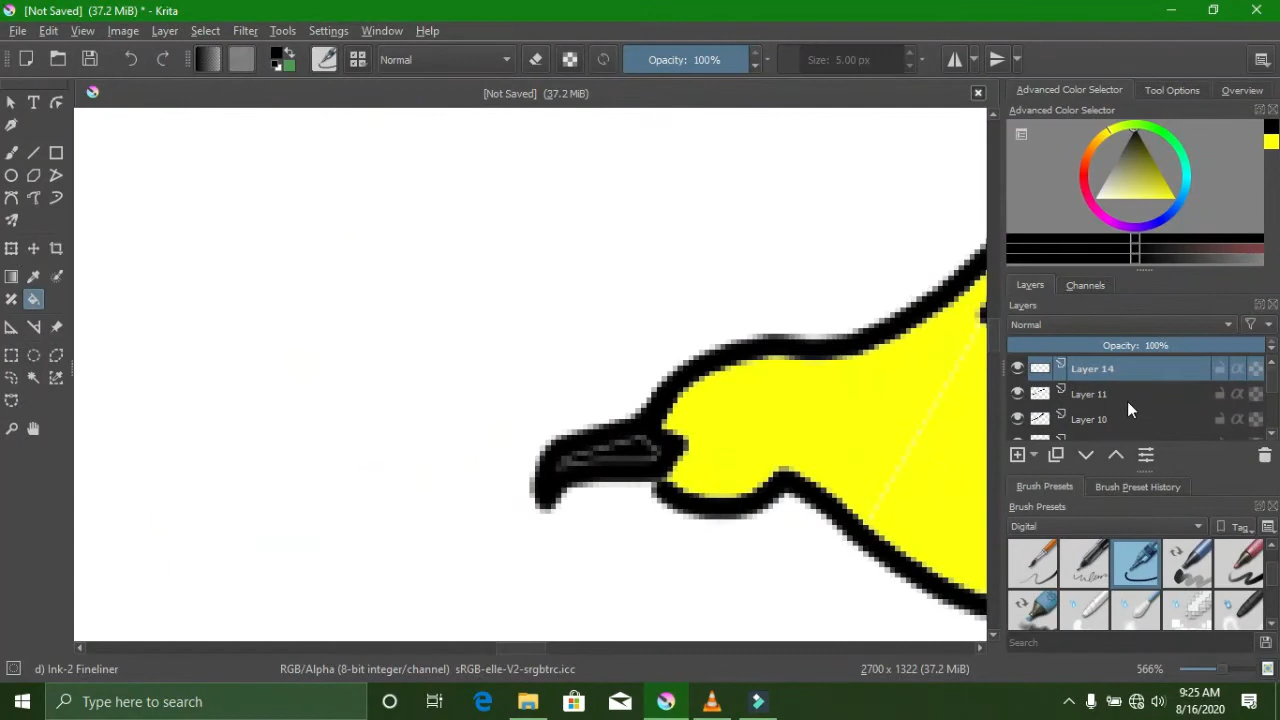 [Not Saved] (37.2 MiB) * - Krita
File Edit View Image Layer Select Filter Tools Settings Window Help
Normal Opacity: 100% Size: 5.00 px
[Not Saved] (37.2 MiB)
Advanced Color Selector Tool Options Overview
Advanced Color Selector
Layers Channels
Layers
Normal
Opacity: 100%
Layer 14
Layer 11
Layer 10
Brush Presets Brush Preset History
Brush Presets
Digital Tag
Search
d) Ink-2 Fineliner RGB/Alpha (8-bit integer/channel) sRGB-elle-V2-srgbtrc.icc 2700 x 1322 (37.2 MiB) 566%
Type here to search
9:25 AM
8/16/2020